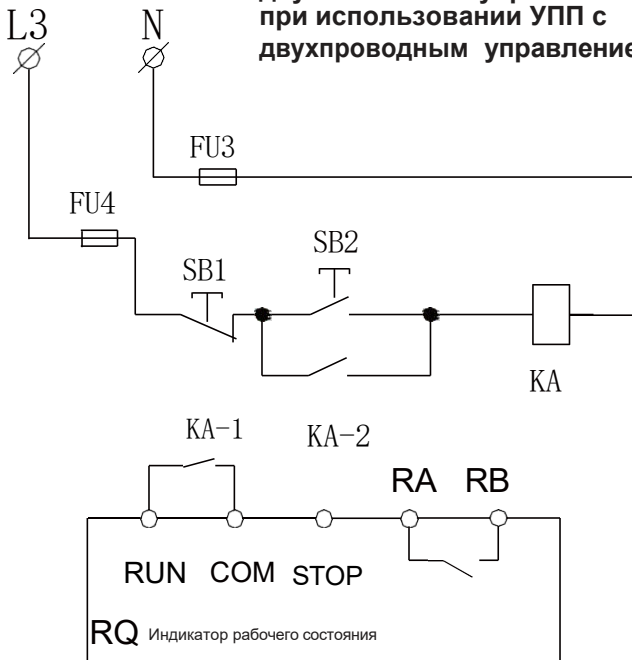 при использовании УПП с
двухпроводным управление
L3
N
FU3
FU4
SB2
SB1
KA
KA-1
KA-2
RA RB
RUN COM STOP
RQ Индикатор рабочего состояния